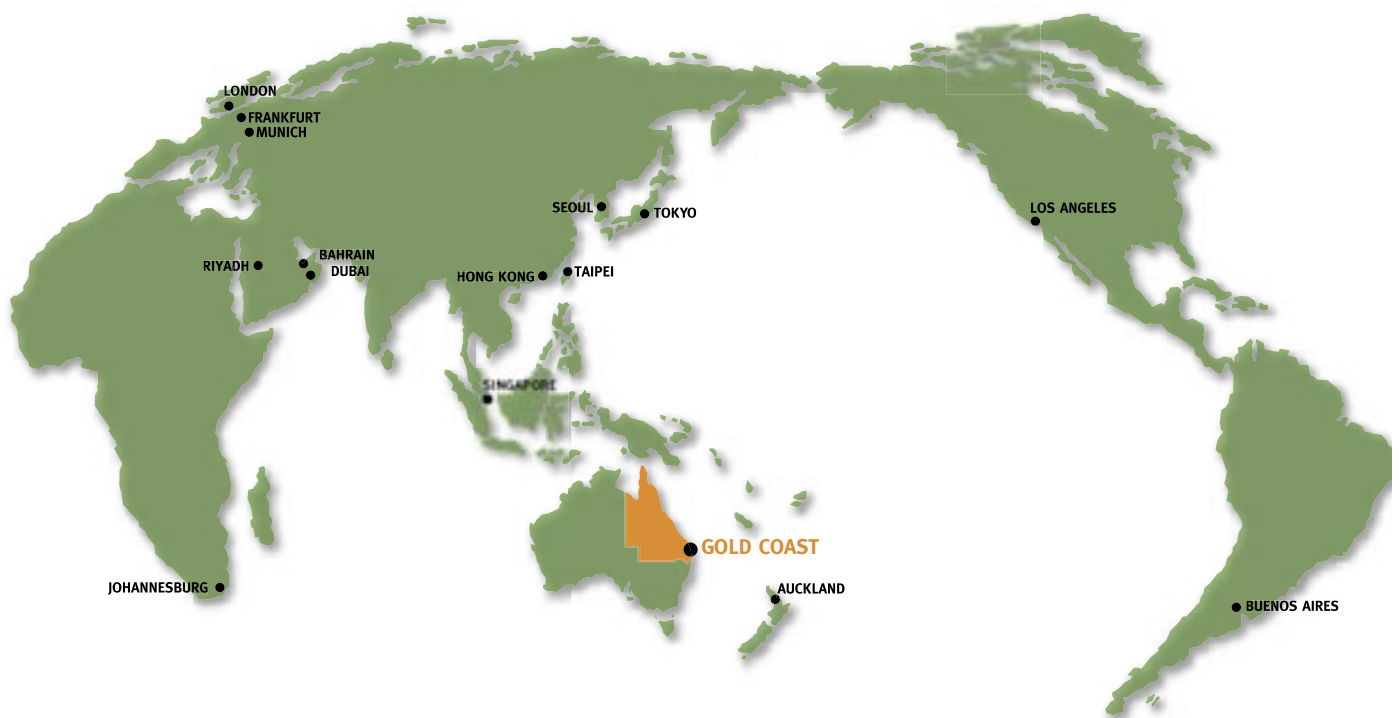 LONDON
FRANKFURT
MUNICH
SEOUL
TOKYO
LOS ANGELES
RIYADH
BAHRAIN
DUBAI
HONG KONG
TAIPEI
SINGAPORE
GOLD COAST
JOHANNESBURG
AUCKLAND
BUENOS AIRES